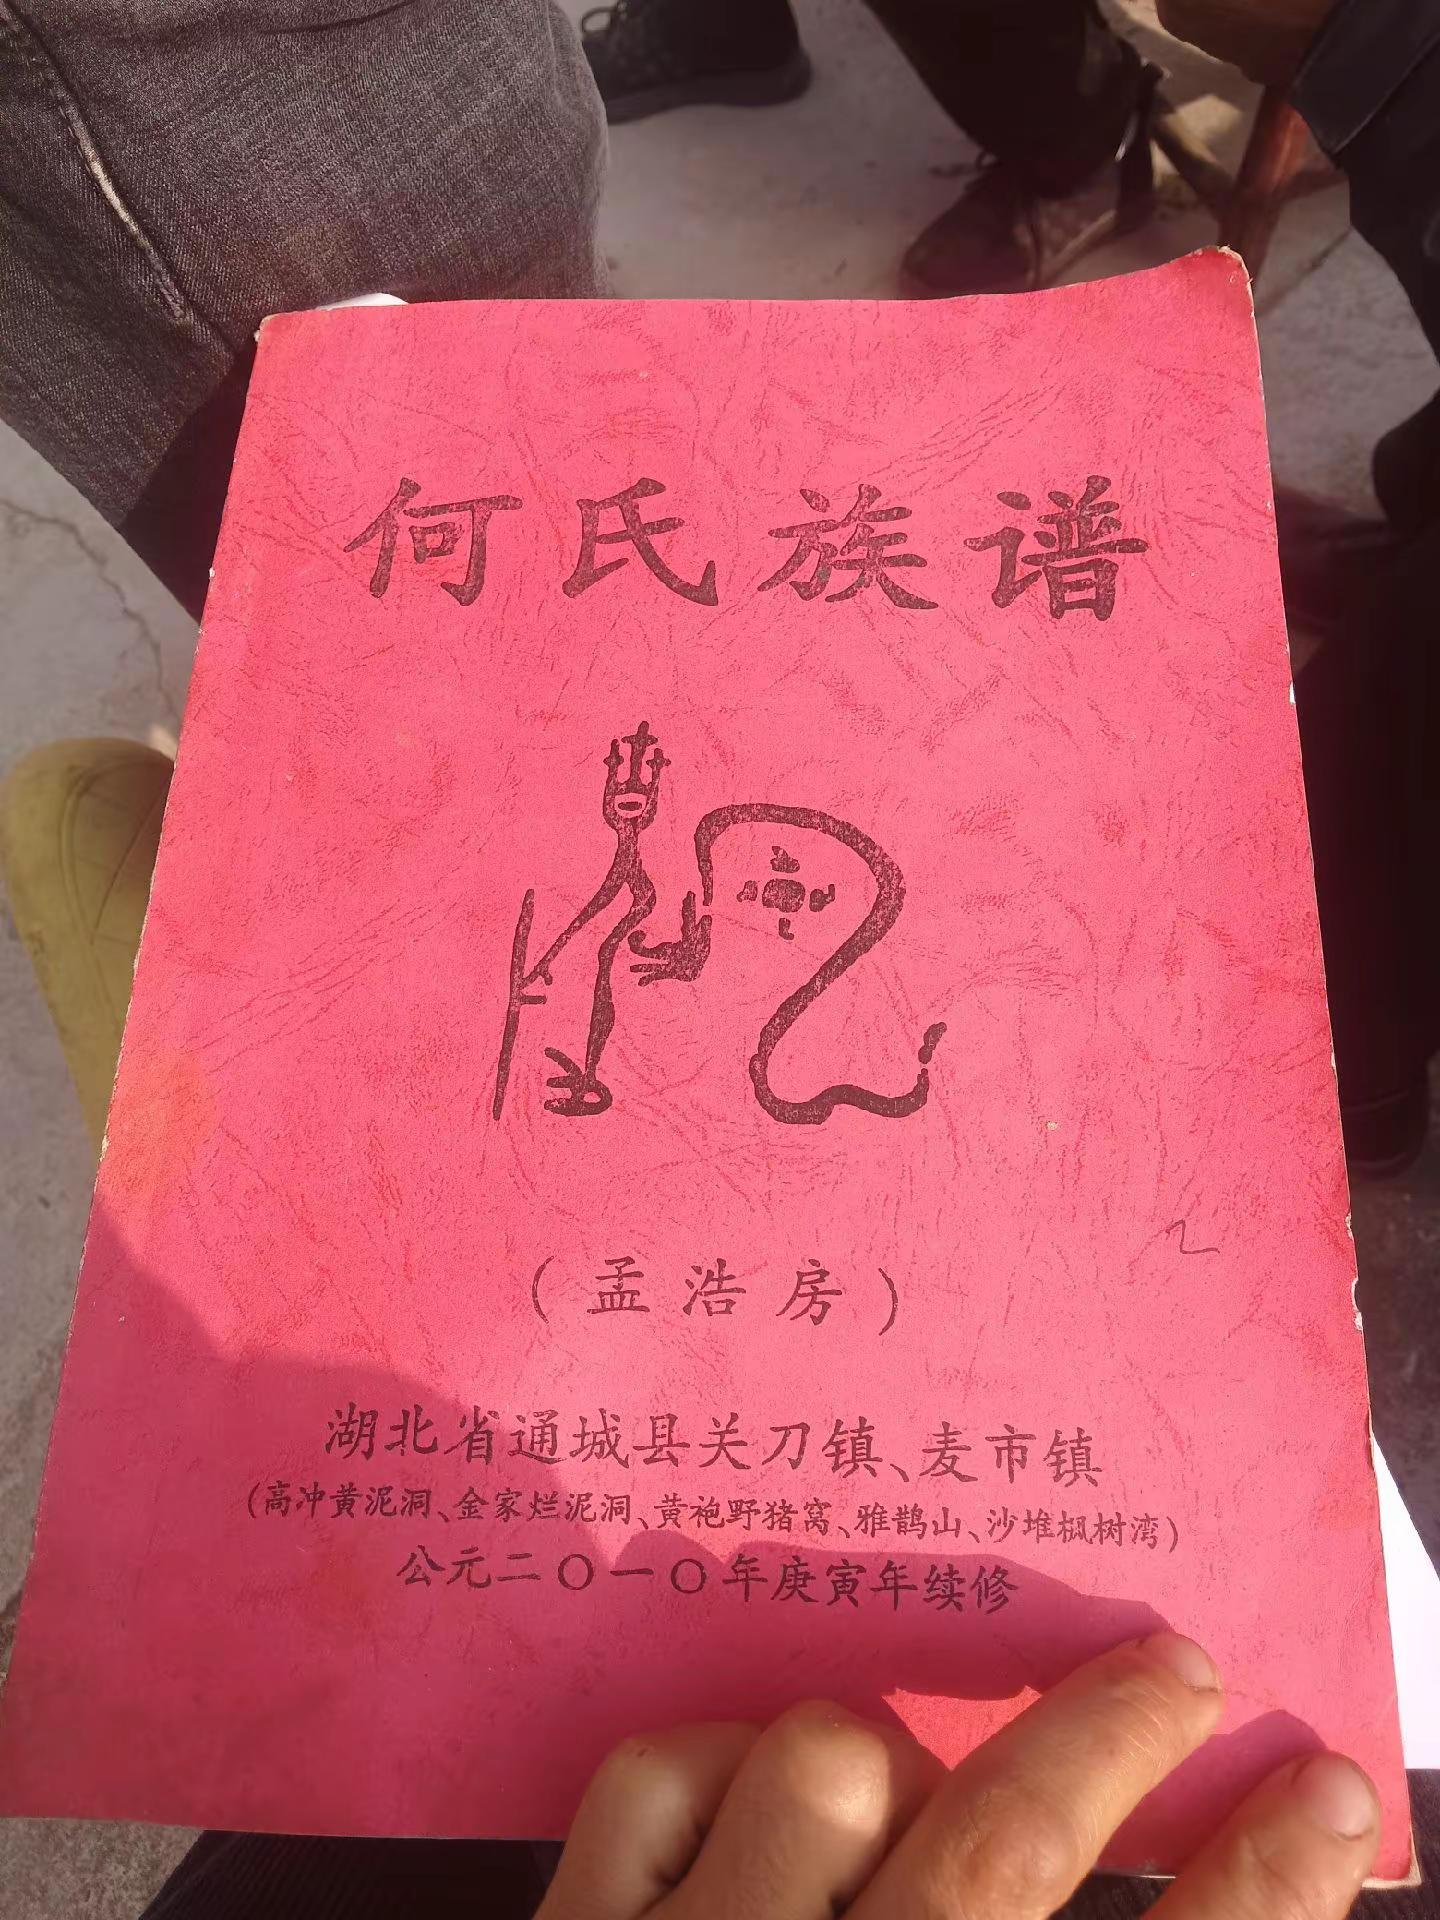 何氏族谱
(孟浩房)
湖北省通城县关刀镇、麦市镇
(高冲黄泥洞、金家烂泥洞、黄袍野猪窝、雅鹊山、沙堆枫树湾)
公元二〇一〇年庚寅年续修